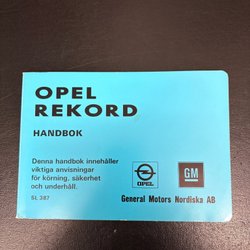 OPEL
REKORD
HANDBOK
Denna handbok innehåller
viktiga anvisningar
för körning, säkerhet
och underhåll.
SL 387
OPEL
GM
General Motors Nordiska AB